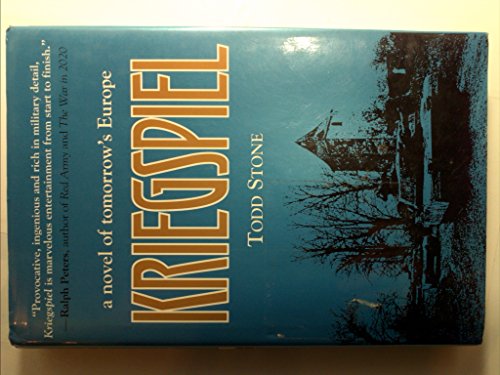 “Provocative, ingenious and rich in military detail,
Kriegspiel is marvelous entertainment from start to finish.”
—Ralph Peters, author of Red Army and The War in 2020
a novel of tomorrow's Europe
KRIEGSPIEL
TODD STONE